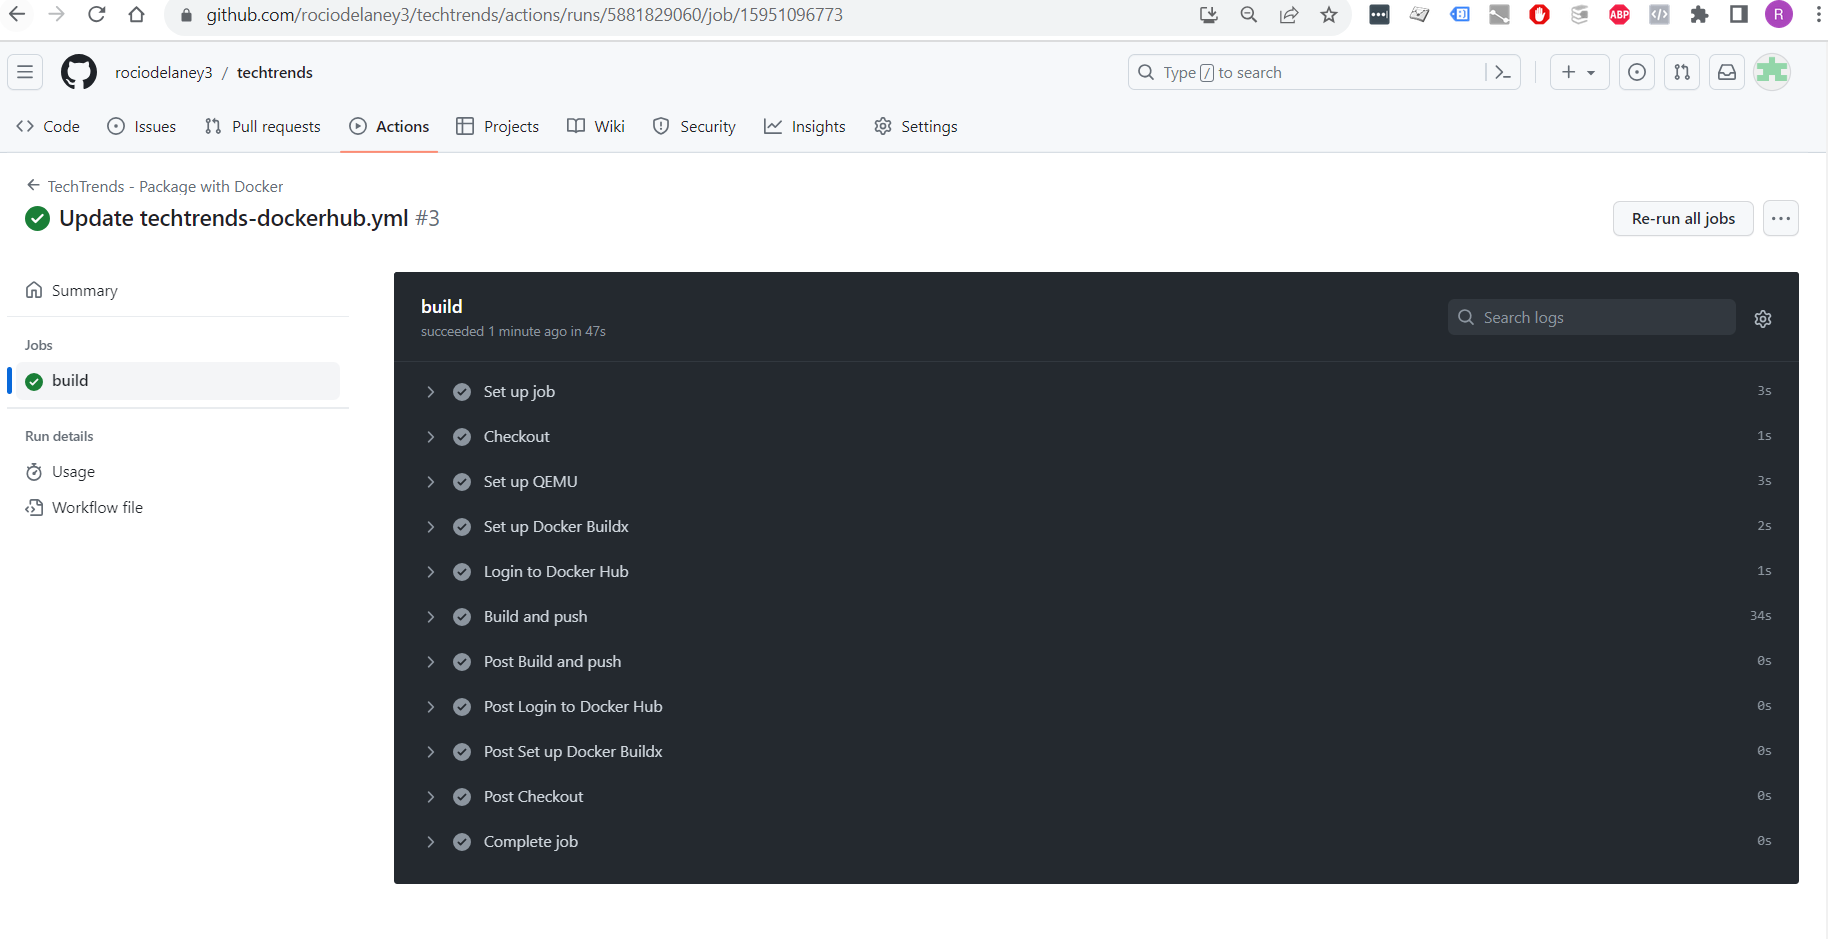 github.com/rociodelaney3/techtrends/actions/runs/5881829060/job/15951096773
ABP
R
rociodelaney3 / techtrends
Type / to search
Code
Issues
Pull requests
Actions
Projects
Wiki
Security
Insights
Settings
TechTrends - Package with Docker
Update techtrends-dockerhub.yml #3
Re-run all jobs
Summary
Jobs
build
Run details
Usage
Workflow file
build
succeeded 1 minute ago in 47s
Search logs
Set up job 3s
Checkout 1s
Set up QEMU 3s
Set up Docker Buildx 2s
Login to Docker Hub 1s
Build and push 34s
Post Build and push 0s
Post Login to Docker Hub 0s
Post Set up Docker Buildx 0s
Post Checkout 0s
Complete job 0s